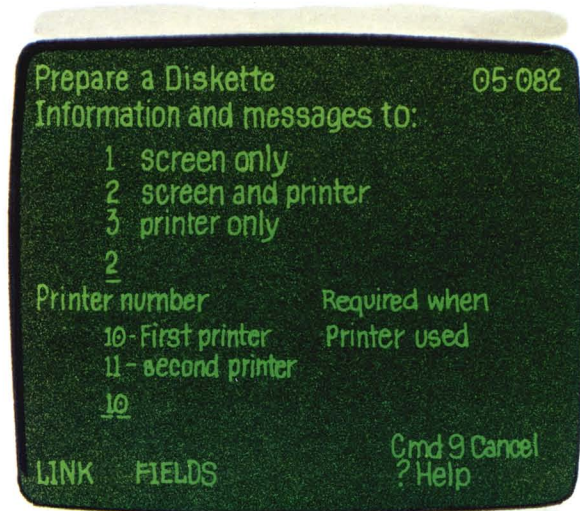 Prepare a Diskette 05-082
Information and messages to:
1 screen only
2 screen and printer
3 printer only
2
Printer number Required when
10-First printer Printer used
11-second printer
10
Cmd 9 Cancel
LINK FIELDS ? Help